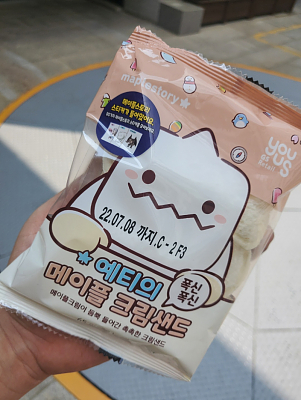 maplestory
메이플스토리
스티커가 들어있어요
YOU
US
22.07.08 까지.C-2 F3
예티의
폭신
폭신
메이플 크림샌드
메이플크림이 듬뿍 들어간 촉촉한 크림샌드